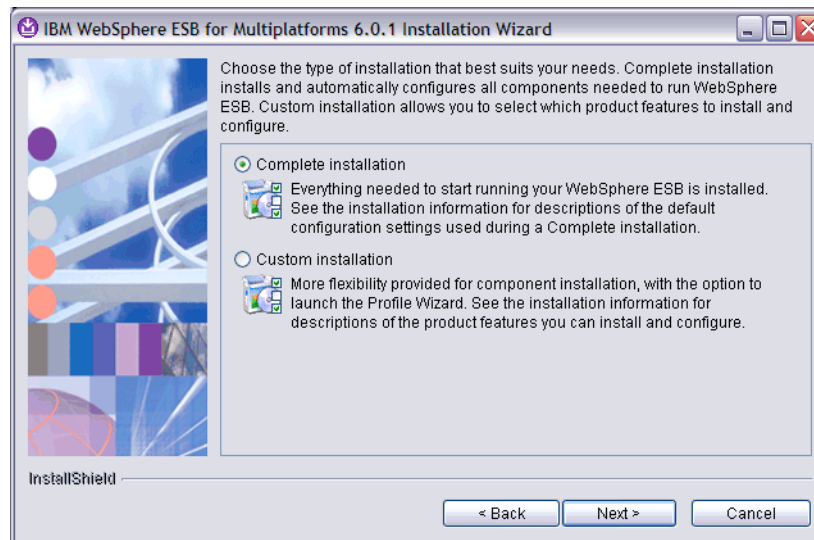 IBM WebSphere ESB for Multiplatforms 6.0.1 Installation Wizard
Choose the type of installation that best suits your needs. Complete installation
installs and automatically configures all components needed to run WebSphere
ESB. Custom installation allows you to select which product features to install and
configure.
Complete installation
Everything needed to start running your WebSphere ESB is installed.
See the installation information for descriptions of the default
configuration settings used during a Complete installation.
Custom installation
More flexibility provided for component installation, with the option to
launch the Profile Wizard. See the installation information for
descriptions of the product features you can install and configure.
InstallShield
< Back Next > Cancel